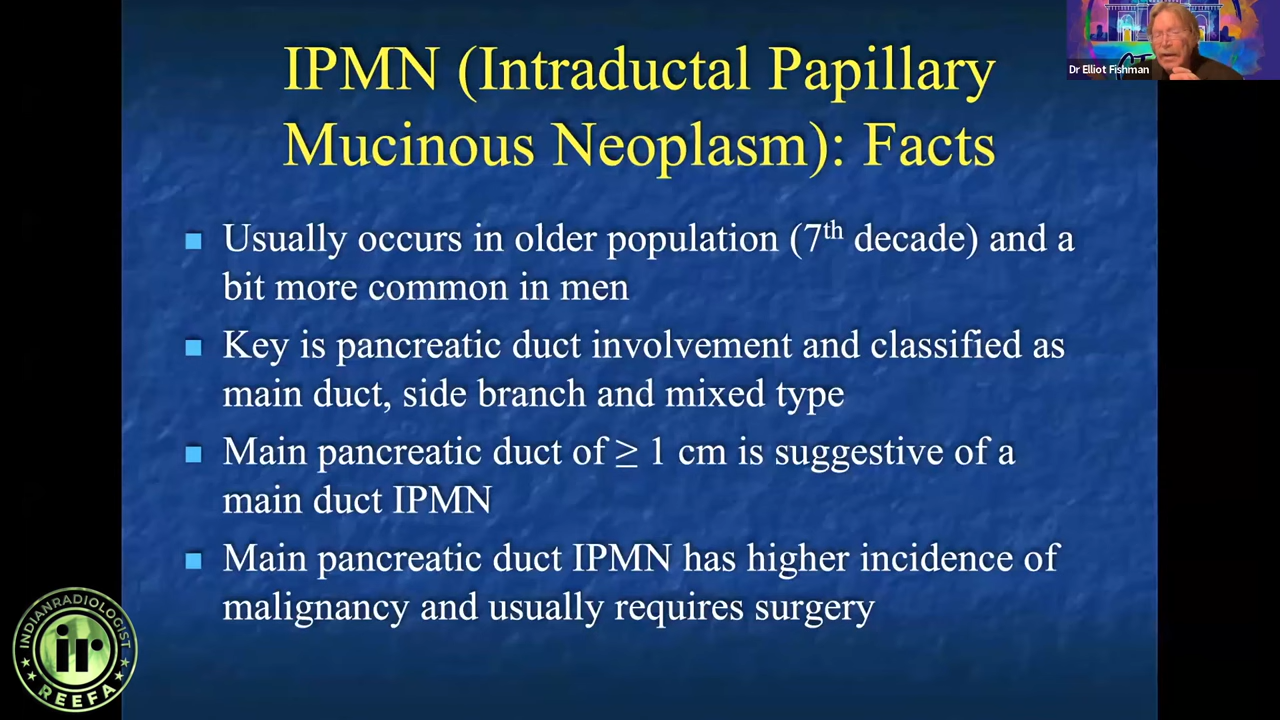 IPMN (Intraductal Papillary
Mucinous Neoplasm): Facts
Dr Elliot Fishman
Usually occurs in older population (7th decade) and a
bit more common in men
Key is pancreatic duct involvement and classified as
main duct, side branch and mixed type
Main pancreatic duct of ≥ 1 cm is suggestive of a
main duct IPMN
Main pancreatic duct IPMN has higher incidence of
malignancy and usually requires surgery
INDIANRADIOLOGIST
ir
REEFA